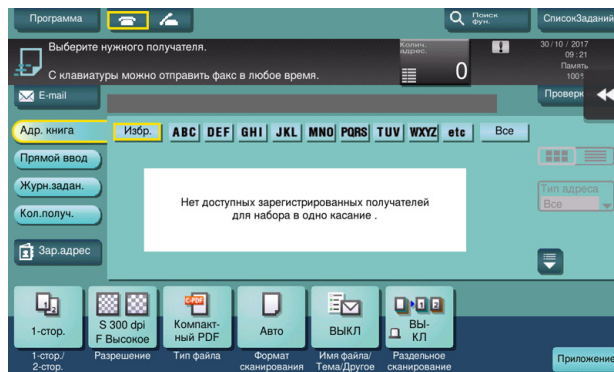 Программа
Поиск
фун.
СписокЗаданий
Выберите нужного получателя.
С клавиатуры можно отправить факс в любое время.
Колич.
адрес.
0
30/10/2017
09:21
Память
100%
E-mail
Проверк
Адр. книга
Избр.
ABC
DEF
GHI
JKL
MNO
PQRS
TUV
WXYZ
etc
Все
Прямой ввод
Журн.задан.
Кол.получ.
Зар.адрес
Нет доступных зарегистрированных получателей
для набора в одно касание .
Тип адреса
Все
1-стор.
S 300 dpi
F Высокое
C-PDF
Компакт-
ный PDF
Авто
ВЫКЛ
ВЫ-
КЛ
1-стор./
2-стор.
Разрешение
Тип файла
Формат
сканирования
Имя файла/
Тема/Другое
Раздельное
сканирование
Приложение